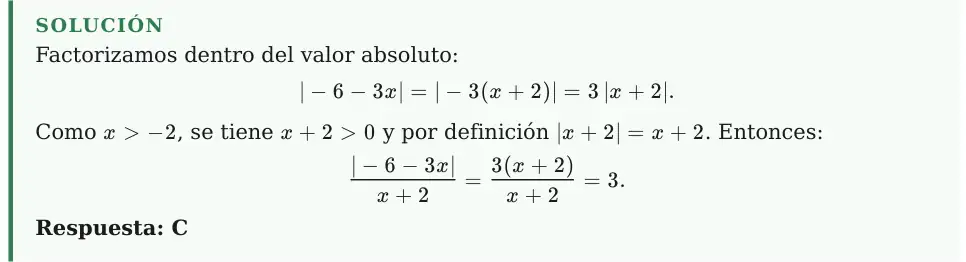 SOLUCIÓN
Factorizamos dentro del valor absoluto:
| − 6 − 3x| = | − 3(x + 2)| = 3 |x + 2|.
Como x > −2, se tiene x + 2 > 0 y por definición |x + 2| = x + 2. Entonces:
| − 6 − 3x| / x + 2 = 3(x + 2) / x + 2 = 3.
Respuesta: C